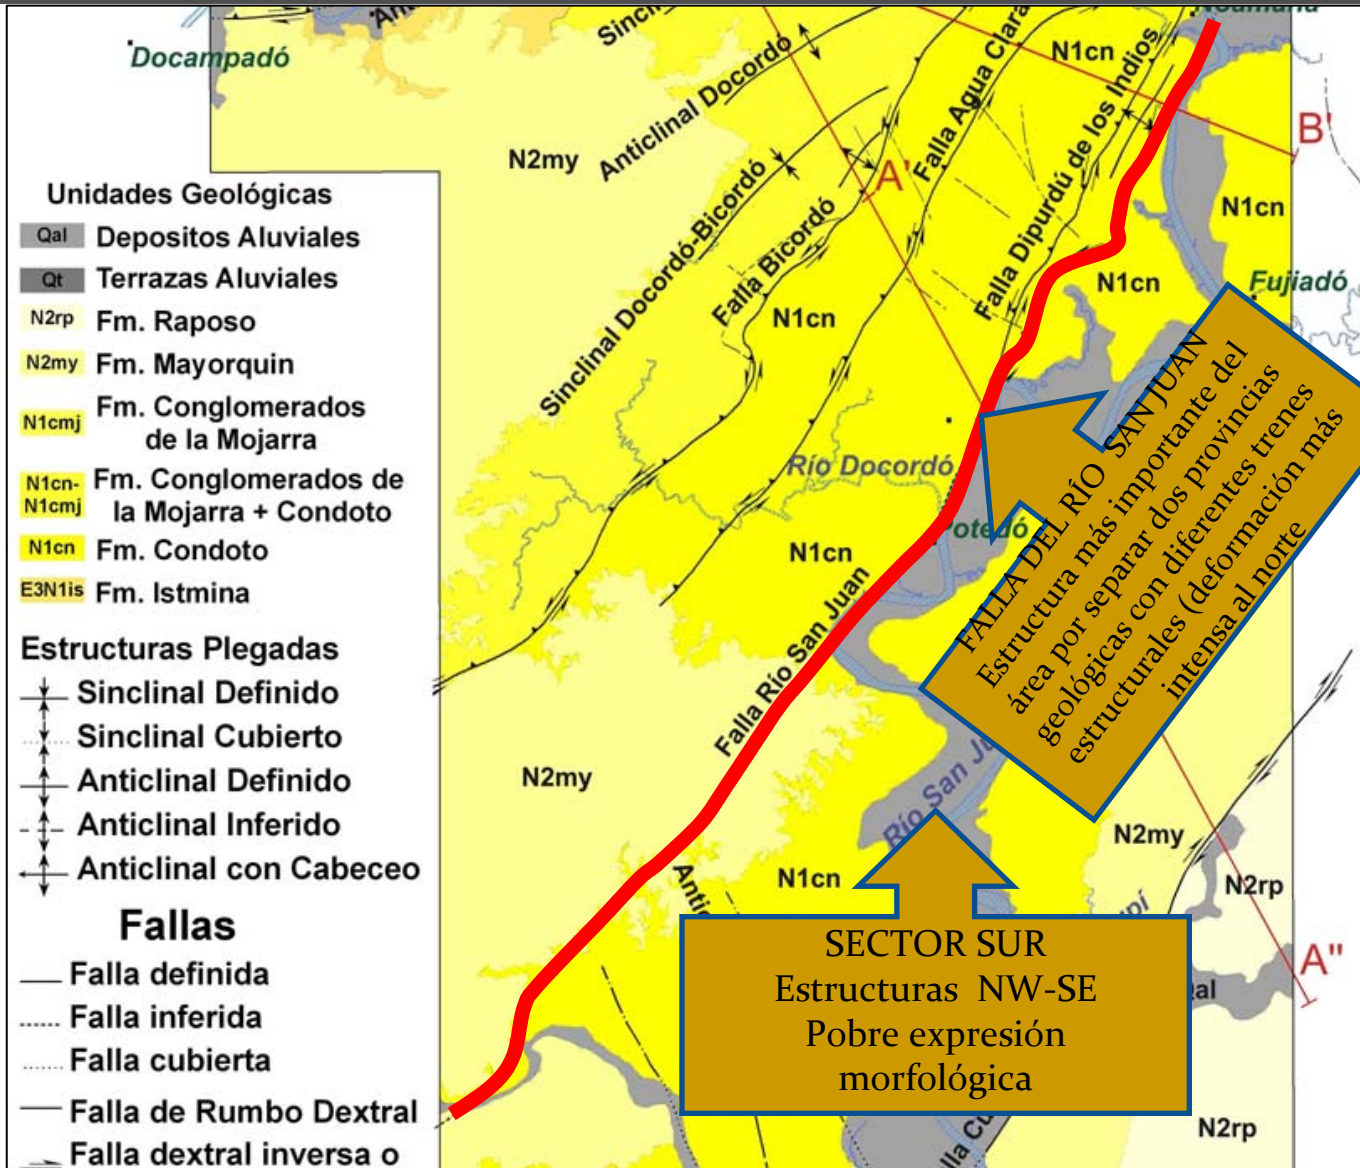 Docampadó
Unidades Geológicas
Qal Depositos Aluviales
Qt Terrazas Aluviales
N2rp Fm. Raposo
N2my Fm. Mayorquin
N1cmj Fm. Conglomerados
de la Mojarra
N1cn-
N1cmj
Fm. Conglomerados de
la Mojarra + Condoto
N1cn Fm. Condoto
E3N1is Fm. Istmina
Estructuras Plegadas
Sinclinal Definido
Sinclinal Cubierto
Anticlinal Definido
Anticlinal Inferido
Anticlinal con Cabeceo
Fallas
Falla definida
Falla inferida
Falla cubierta
Falla de Rumbo Dextral
Falla dextral inversa o
Anticlinal Docordó
Falla Agua Clara
N1cn
B'
N2my
A'
Sinclinal Docordó-Bicordó
Falla Bicordó
Falla Dipurdú de los Indios
N1cn
N1cn
Fujiadó
N1cn
Río Docordó
N1cn
Falla Río San Juan
N2my
FALLA DEL RÍO SAN JUAN
Estructura más importante del
área por separar dos provincias
geológicas con diferentes trenes
estructurales (deformación más
intensa al norte
Río San Ju
N2my
N2rp
N1cn
A"
SECTOR SUR
Estructuras NW-SE
Pobre expresión
morfológica
N2rp